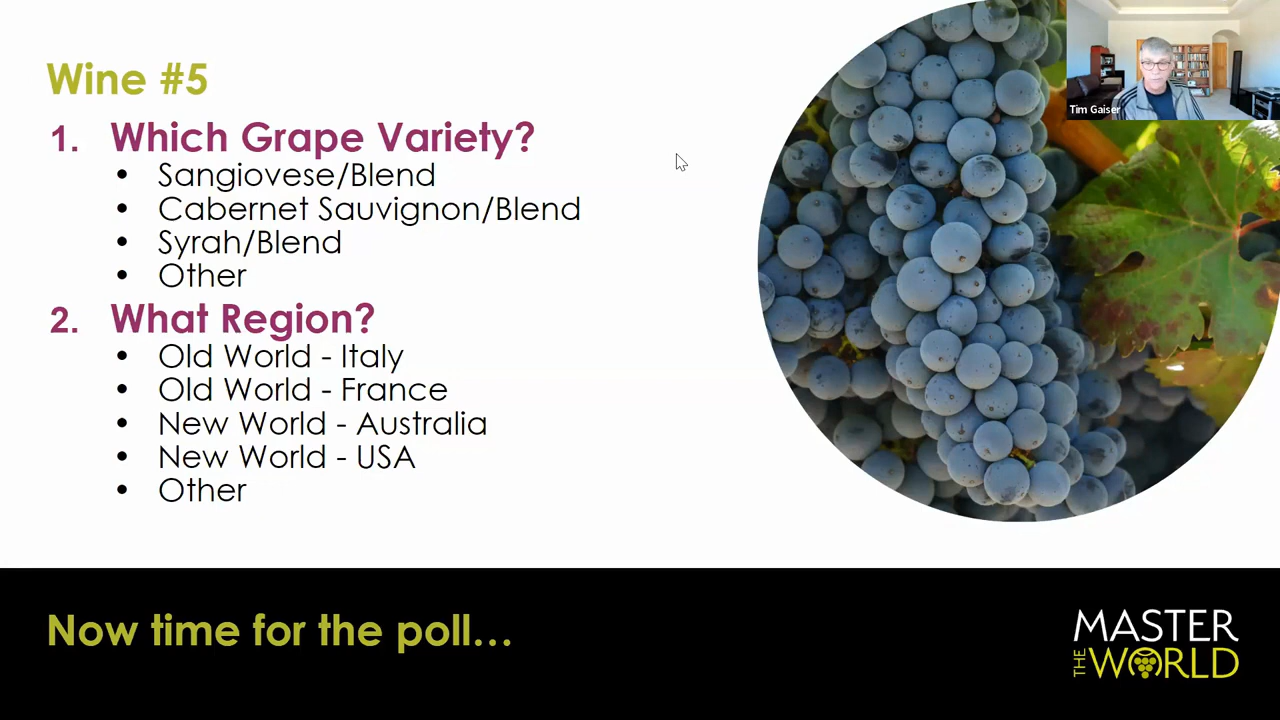 Wine #5
1. Which Grape Variety?
• Sangiovese/Blend
• Cabernet Sauvignon/Blend
• Syrah/Blend
• Other
2. What Region?
• Old World - Italy
• Old World - France
• New World - Australia
• New World - USA
• Other
Tim Gaiser
Now time for the poll...
MASTER
THE WORLD